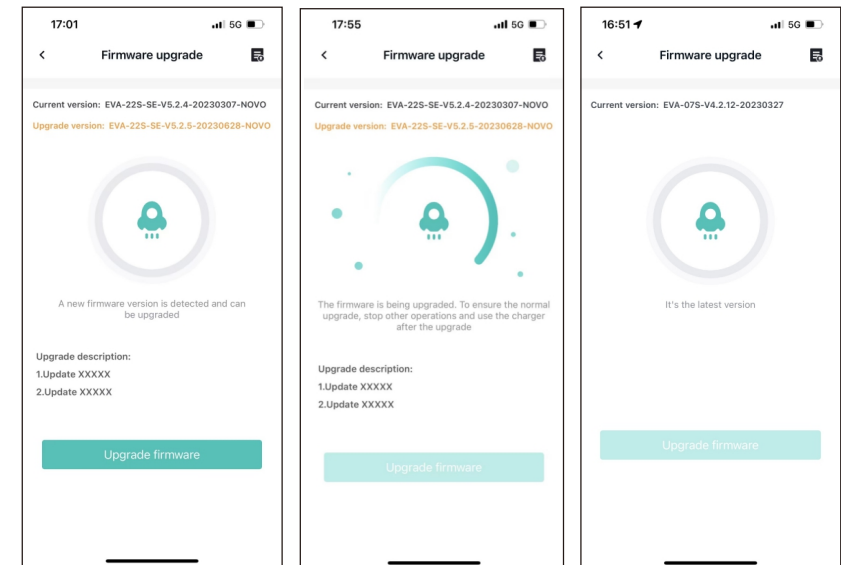 17:01
5G
Firmware upgrade
Current version: EVA-22S-SE-V5.2.4-20230307-NOVO
Upgrade version: EVA-22S-SE-V5.2.5-20230628-NOVO
A new firmware version is detected and can
be upgraded
Upgrade description:
1.Update XXXXX
2.Update XXXXX
Upgrade firmware
17:55
5G
Firmware upgrade
Current version: EVA-22S-SE-V5.2.4-20230307-NOVO
Upgrade version: EVA-22S-SE-V5.2.5-20230628-NOVO
The firmware is being upgraded. To ensure the normal
upgrade, stop other operations and use the charger
after the upgrade
Upgrade description:
1.Update XXXXX
2.Update XXXXX
Upgrade firmware
16:51
5G
Firmware upgrade
Current version: EVA-07S-V4.2.12-20230327
It's the latest version
Upgrade firmware